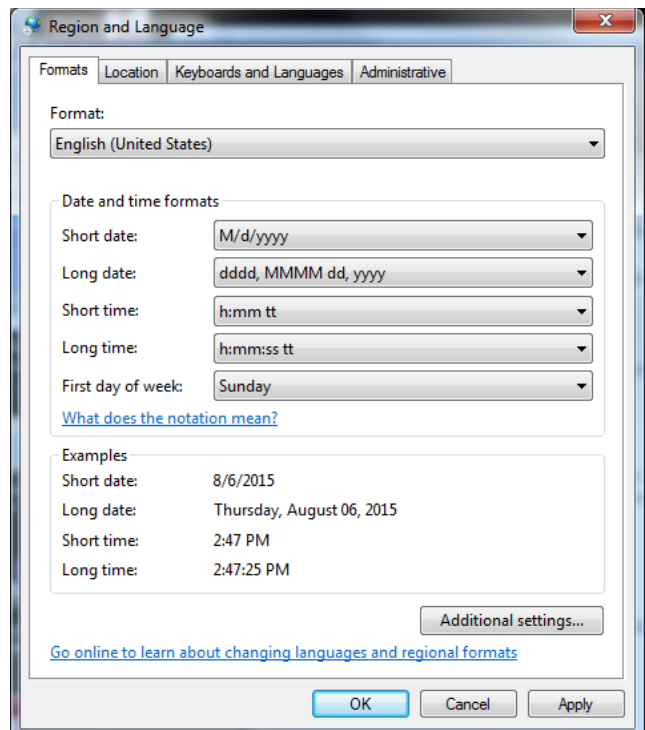 Region and Language
Formats Location Keyboards and Languages Administrative
Format:
English (United States)
Date and time formats
Short date: M/d/yyyy
Long date: dddd, MMMM dd, yyyy
Short time: h:mm tt
Long time: h:mm:ss tt
First day of week: Sunday
What does the notation mean?
Examples
Short date: 8/6/2015
Long date: Thursday, August 06, 2015
Short time: 2:47 PM
Long time: 2:47:25 PM
Additional settings...
Go online to learn about changing languages and regional formats
OK Cancel Apply